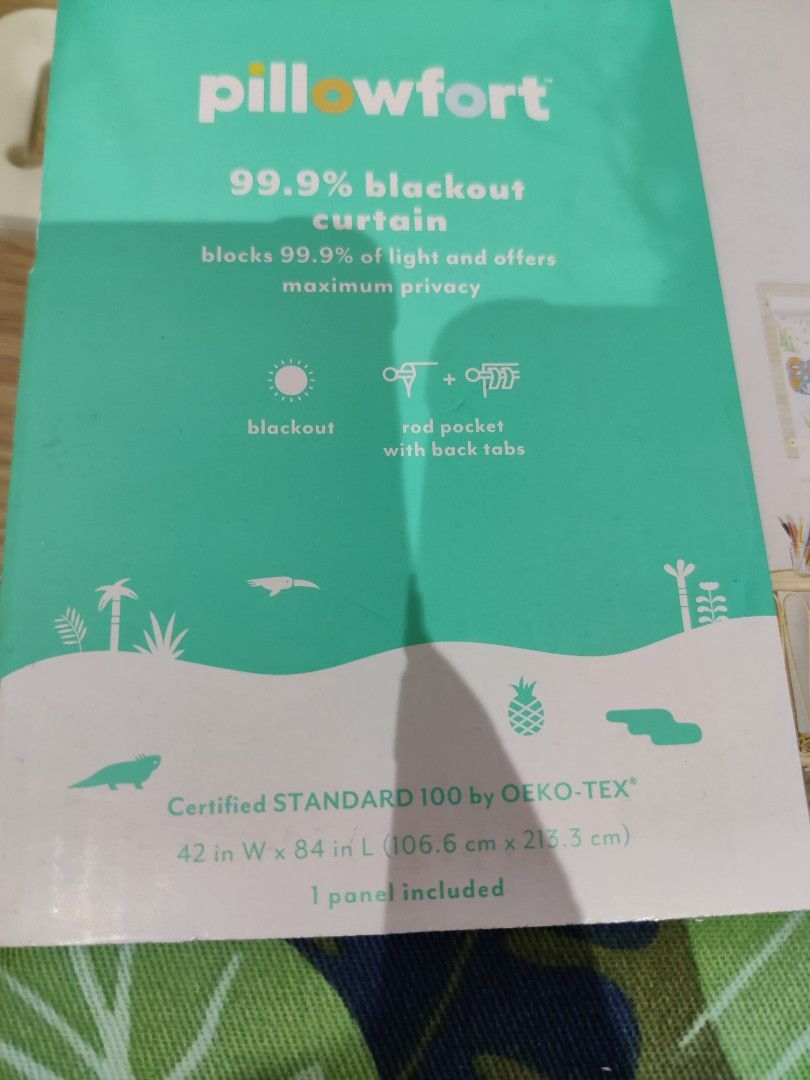 pillowfort™
99.9% blackout
curtain
blocks 99.9% of light and offers
maximum privacy
blackout
rod pocket
with back tabs
Certified STANDARD 100 by OEKO-TEX®
42 in W x 84 in L (106.6 cm x 213.3 cm)
1 panel included